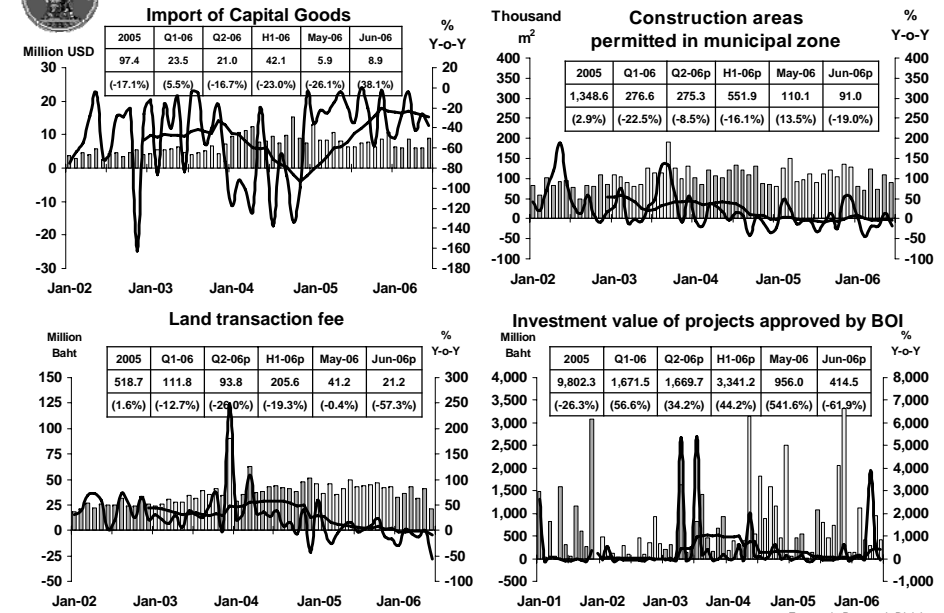 Import of Capital Goods
%
Y-o-Y
Million USD
2005 Q1-06 Q2-06 H1-06 May-06 Jun-06
97.4 23.5 21.0 42.1 5.9 8.9
(-17.1%) (5.5%) (-16.7%) (-23.0%) (-26.1%) (38.1%)
30
20
10
0
-10
-20
-30
20
0
-20
-40
-60
-80
-100
-120
-140
-160
-180
Jan-02 Jan-03 Jan-04 Jan-05 Jan-06
Thousand
m²
Construction areas
permitted in municipal zone
%
Y-o-Y
2005 Q1-06 Q2-06p H1-06p May-06 Jun-06p
1,348.6 276.6 275.3 551.9 110.1 91.0
(2.9%) (-22.5%) (-8.5%) (-16.1%) (13.5%) (-19.0%)
400
350
300
250
200
150
100
50
0
-50
-100
400
350
300
250
200
150
100
50
0
-50
-100
Jan-02 Jan-03 Jan-04 Jan-05 Jan-06
Land transaction fee
Million
Baht
%
Y-o-Y
2005 Q1-06 Q2-06p H1-06p May-06 Jun-06p
518.7 111.8 93.8 205.6 41.2 21.2
(1.6%) (-12.7%) (-26.0%) (-19.3%) (-0.4%) (-57.3%)
150
125
100
75
50
25
0
-25
-50
300
250
200
150
100
50
0
-50
-100
Jan-02 Jan-03 Jan-04 Jan-05 Jan-06
Investment value of projects approved by BOI
Million
Baht
%
Y-o-Y
2005 Q1-06 Q2-06p H1-06p May-06 Jun-06p
9,802.3 1,671.5 1,669.7 3,341.2 956.0 414.5
(-26.3%) (56.6%) (34.2%) (44.2%) (541.6%) (-61.9%)
4,000
3,500
3,000
2,500
2,000
1,500
1,000
500
0
-500
8,000
7,000
6,000
5,000
4,000
3,000
2,000
1,000
0
-1,000
Jan-01 Jan-02 Jan-03 Jan-04 Jan-05 Jan-06